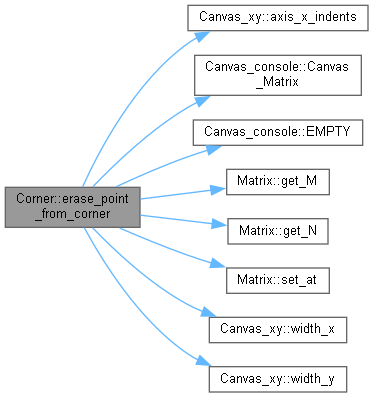 Canvas_xy::axis_x_indents
Canvas_console::Canvas
_Matrix
Canvas_console::EMPTY
Corner::erase_point
_from_corner
Matrix::get_M
Matrix::get_N
Matrix::set_at
Canvas_xy::width_x
Canvas_xy::width_y